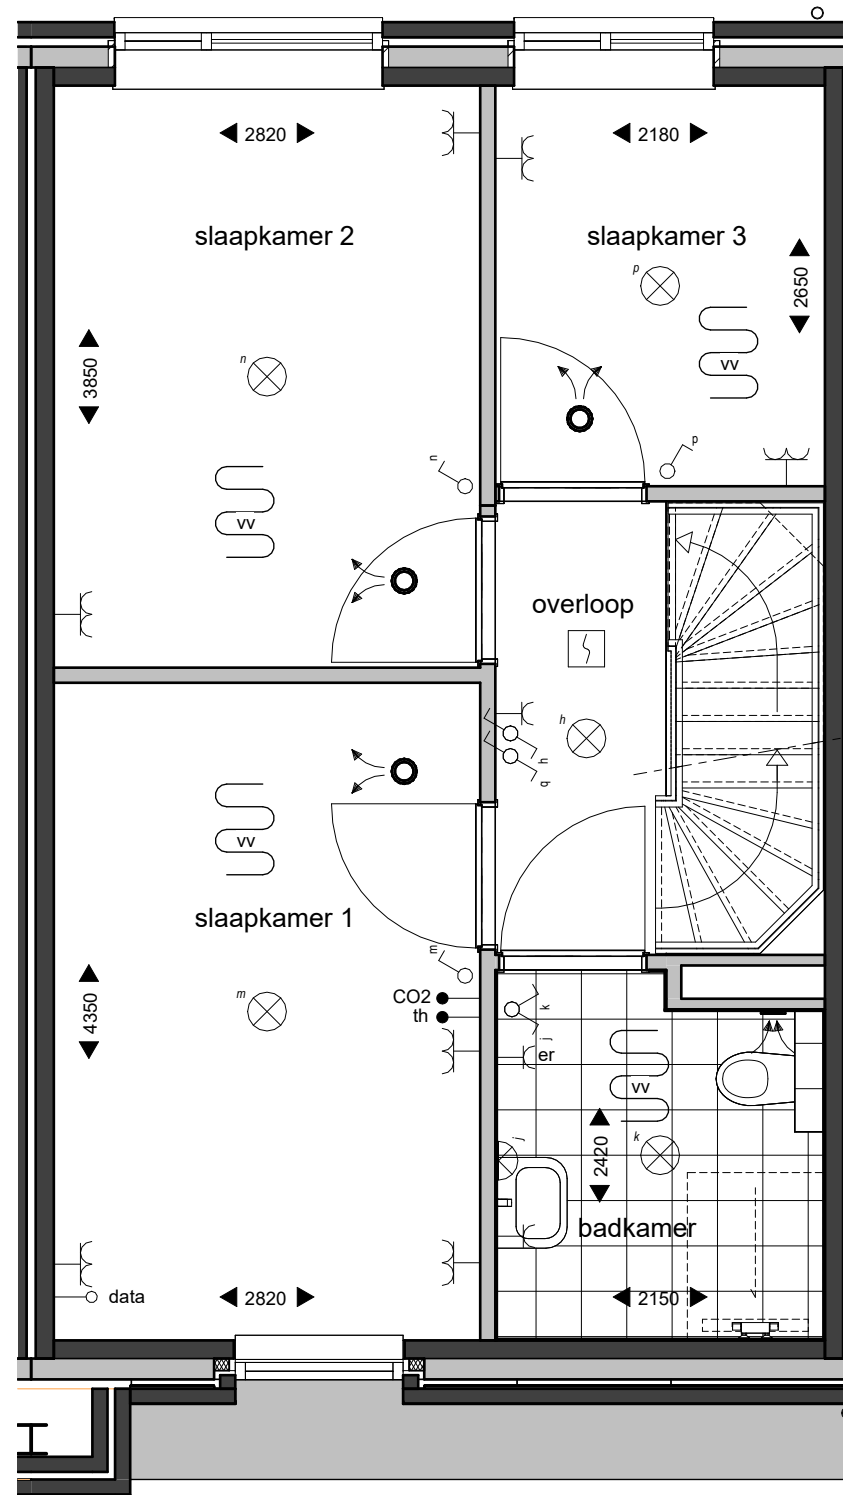 2820
2180
slaapkamer 2
slaapkamer 3
p
2650
n
3850
vv
n
p
vv
overloop
h
h
q
vv
slaapkamer 1
m
m
4350
CO2
th
k
j
er
vv
j
k
2420
badkamer
data
2820
2150